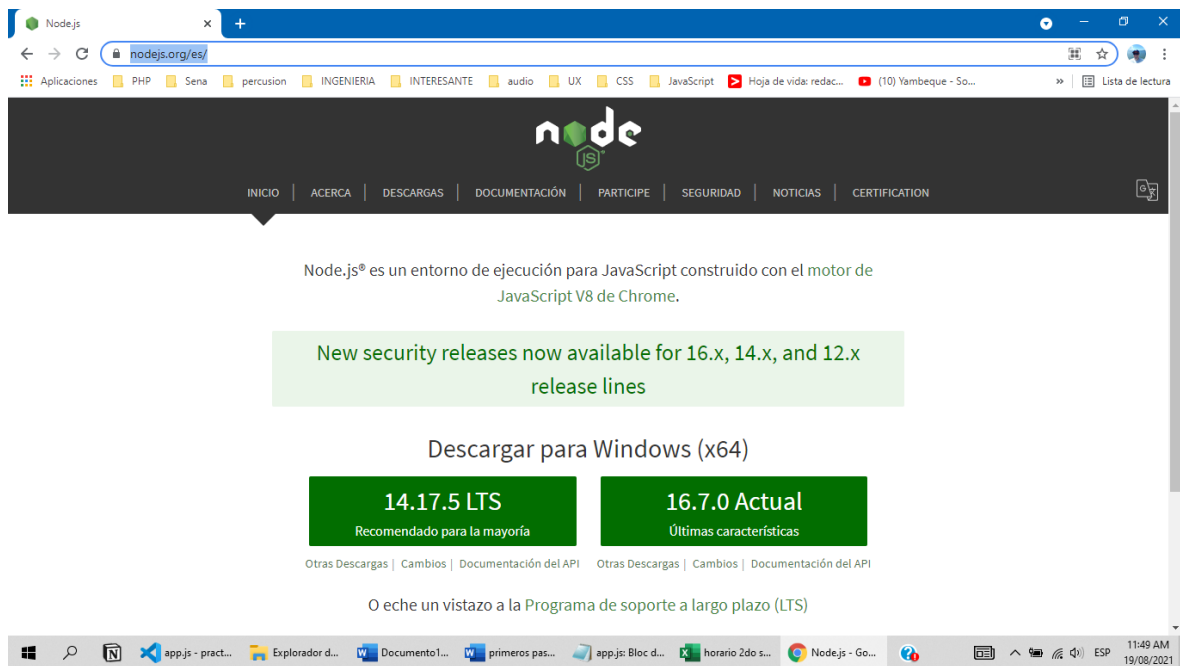 Node.js
nodejs.org/es/
Aplicaciones PHP Sena percusion INGENIERIA INTERESANTE audio UX CSS JavaScript Hoja de vida: redac... (10) Yambeque - So... » Lista de lectura
node
JS
INICIO | ACERCA | DESCARGAS | DOCUMENTACIÓN | PARTICIPE | SEGURIDAD | NOTICIAS | CERTIFICATION
Node.js® es un entorno de ejecución para JavaScript construido con el motor de
JavaScript V8 de Chrome.
New security releases now available for 16.x, 14.x, and 12.x
release lines
Descargar para Windows (x64)
14.17.5 LTS
Recomendado para la mayoría
16.7.0 Actual
Últimas características
Otras Descargas | Cambios | Documentación del API
Otras Descargas | Cambios | Documentación del API
O eche un vistazo a la Programa de soporte a largo plazo (LTS)
app.js - pract... Explorador d... Documento1... primeros pas... app.js: Bloc d... horario 2do s... Node.js - Go... ESP
11:49 AM
19/08/2021